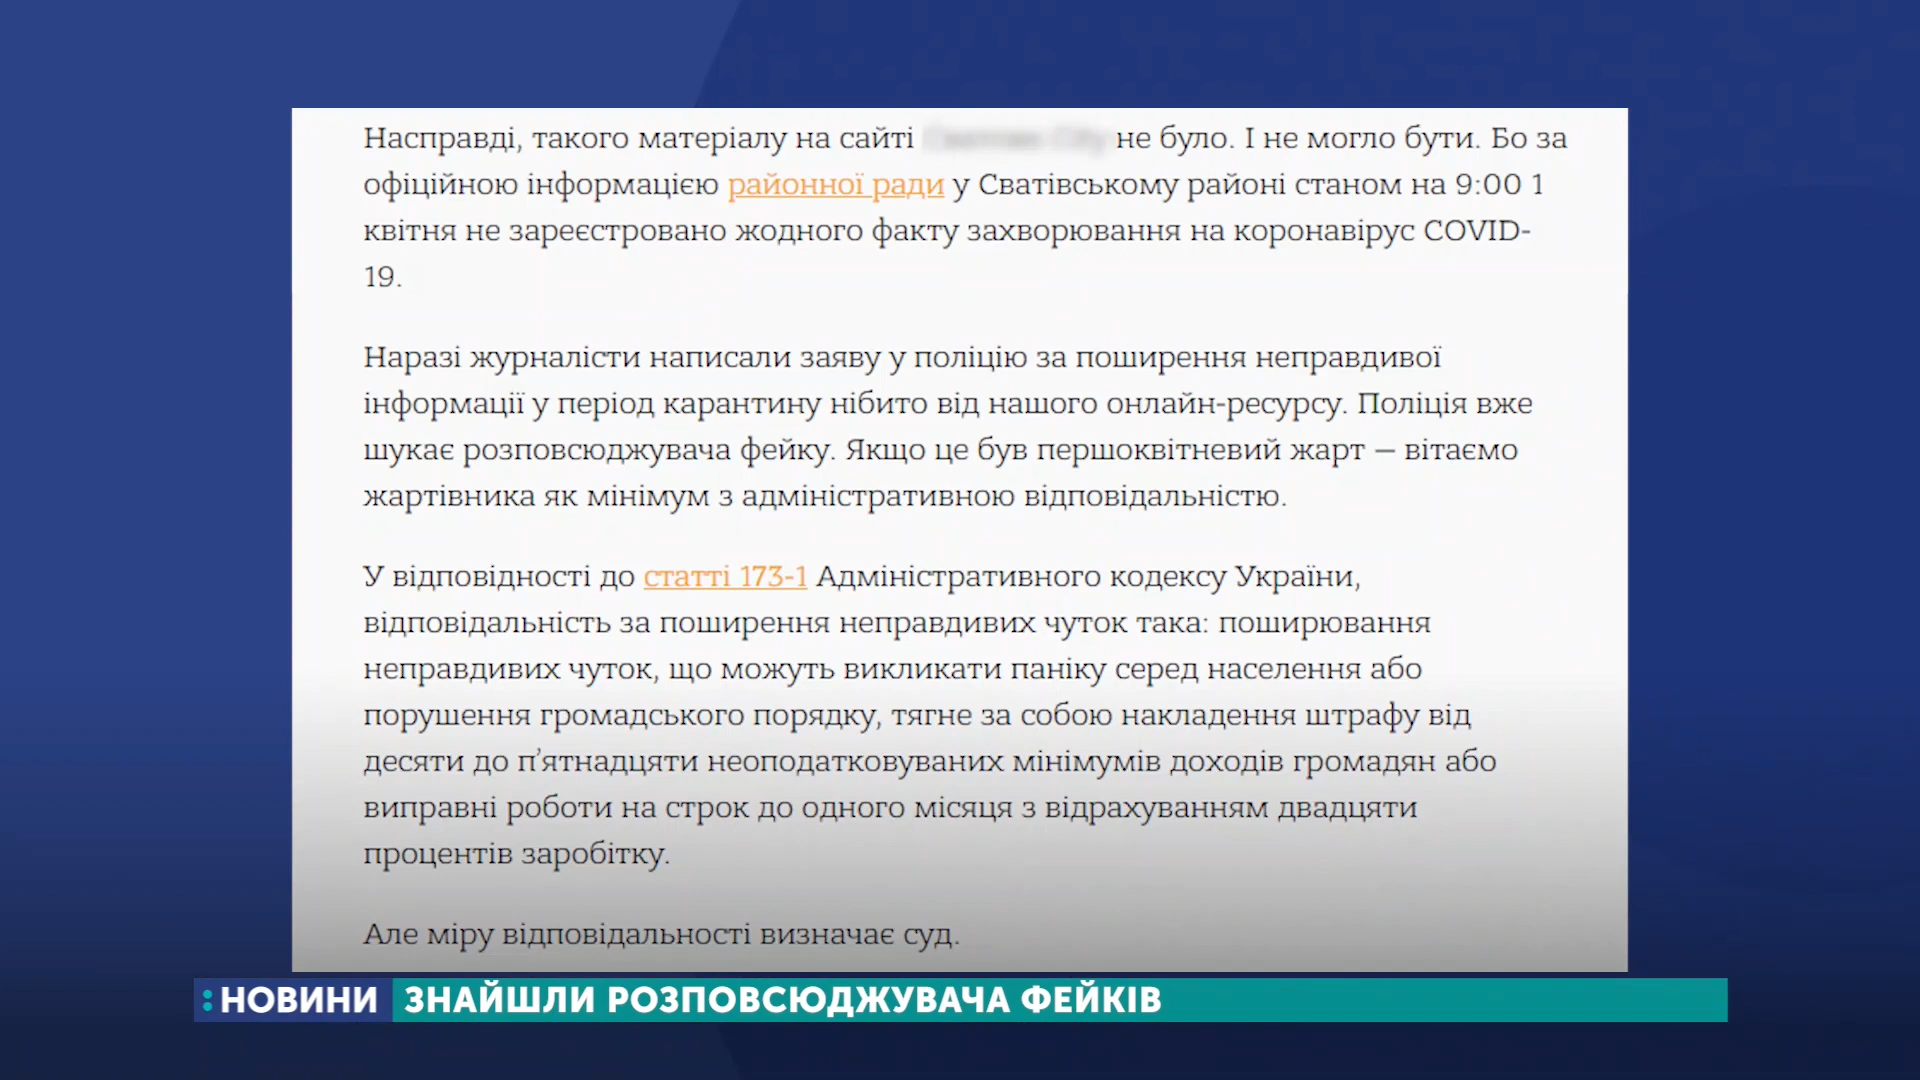 Насправді, такого матеріалу на сайті не було. І не могло бути. Бо за
офіційною інформацією районної ради у Сватівському районі станом на 9:00 1
квітня не зареєстровано жодного факту захворювання на коронавірус COVID-
19.
Наразі журналісти написали заяву у поліцію за поширення неправдивої
інформації у період карантину нібито від нашого онлайн-ресурсу. Поліція вже
шукає розповсюджувача фейку. Якщо це був першоквітневий жарт — вітаємо
жартівника як мінімум з адміністративною відповідальністю.
У відповідності до статті 173-1 Адміністративного кодексу України,
відповідальність за поширення неправдивих чуток така: поширювання
неправдивих чуток, що можуть викликати паніку серед населення або
порушення громадського порядку, тягне за собою накладення штрафу від
десяти до п’ятнадцяти неоподатковуваних мінімумів доходів громадян або
виправні роботи на строк до одного місяця з відрахуванням двадцяти
процентів заробітку.
Але міру відповідальності визначає суд.
НОВИНИ ЗНАЙШЛИ РОЗПОВСЮДЖУВАЧА ФЕЙКІВ